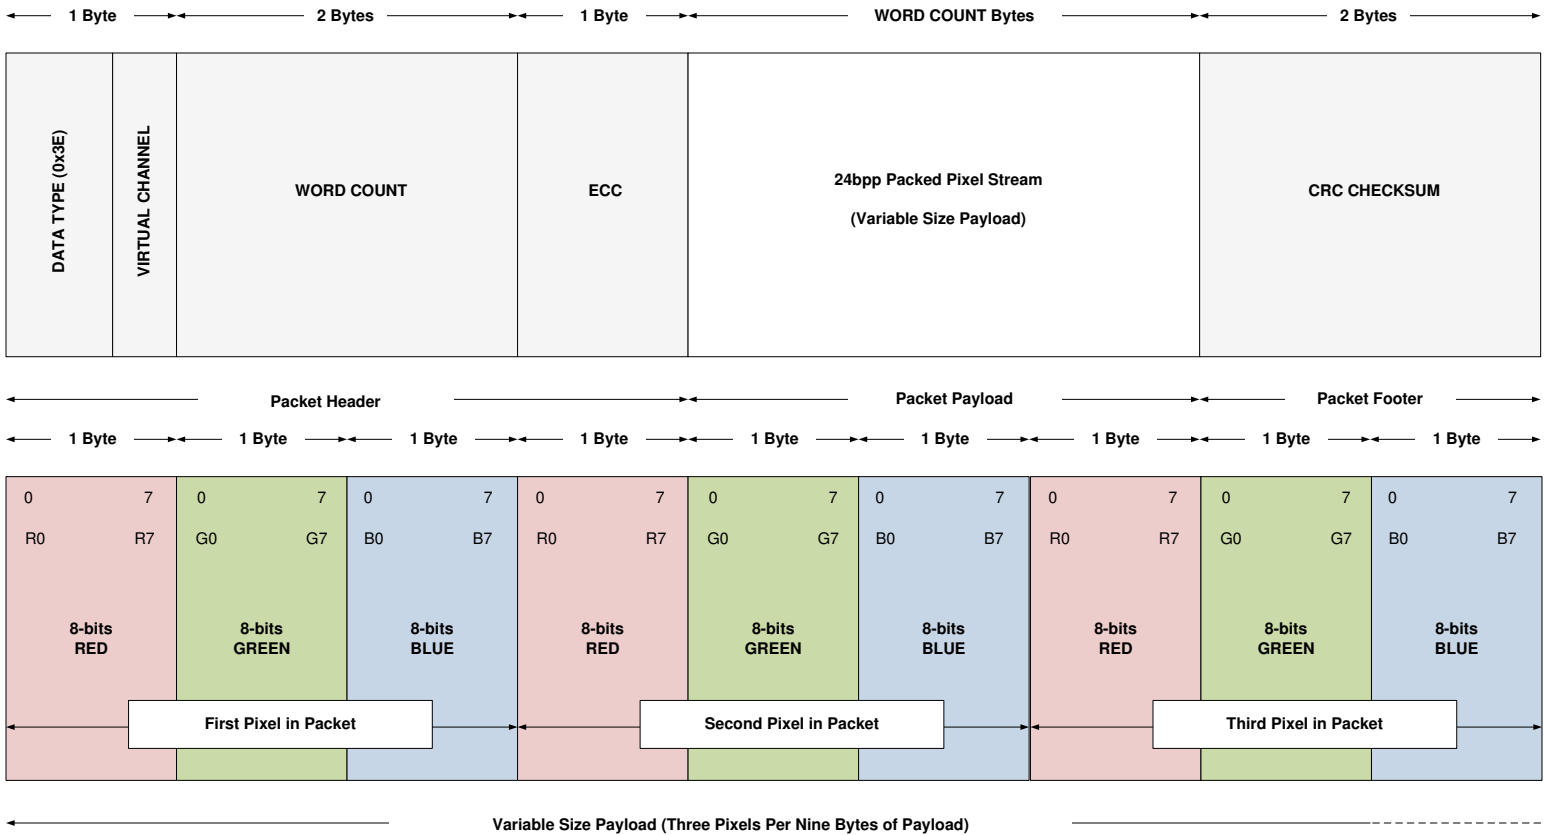 1 Byte 2 Bytes 1 Byte WORD COUNT Bytes 2 Bytes
DATA TYPE (0x3E)
VIRTUAL CHANNEL
WORD COUNT
ECC
24bpp Packed Pixel Stream
(Variable Size Payload)
CRC CHECKSUM
Packet Header Packet Payload Packet Footer
1 Byte 1 Byte 1 Byte 1 Byte 1 Byte 1 Byte 1 Byte 1 Byte 1 Byte
0 7 0 7 0 7 0 7 0 7 0 7 0 7 0 7 0 7
R0 R7 G0 G7 B0 B7 R0 R7 G0 G7 B0 B7 R0 R7 G0 G7 B0 B7
8-bits 8-bits 8-bits 8-bits 8-bits 8-bits 8-bits 8-bits 8-bits
RED GREEN BLUE RED GREEN BLUE RED GREEN BLUE
First Pixel in Packet Second Pixel in Packet Third Pixel in Packet
Variable Size Payload (Three Pixels Per Nine Bytes of Payload)